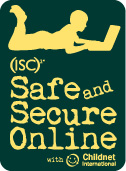 (ISC)²®
Safe and
Secure
Online
with Childnet
International